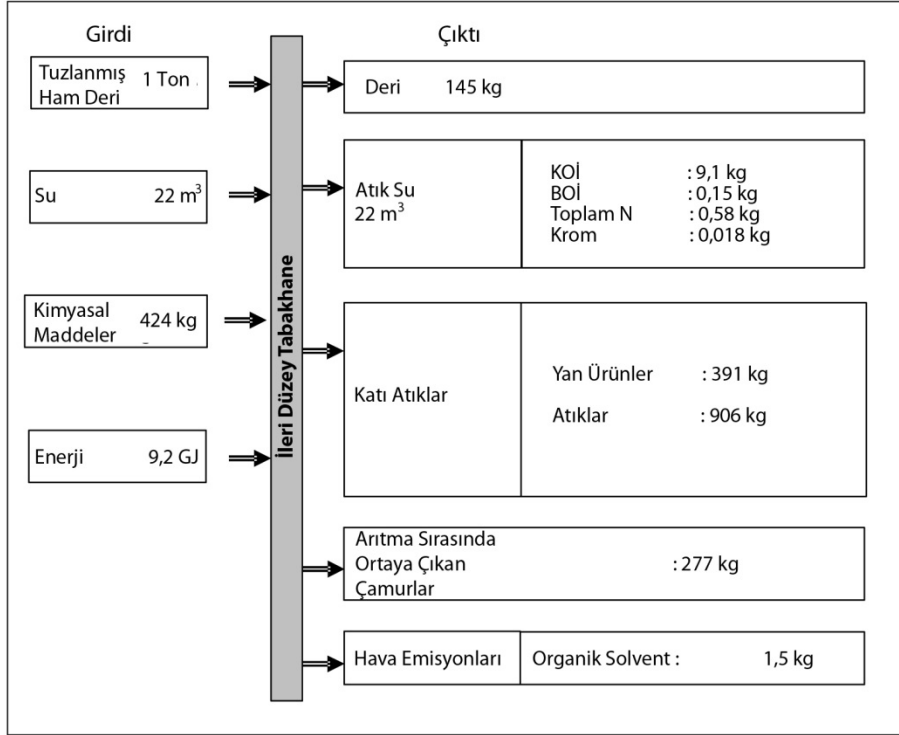 Girdi
Çıktı
Tuzlanmış
Ham Deri
1 Ton
Su
22 m³
Kimyasal
Maddeler
424 kg
Enerji
9,2 GJ
İleri Düzey Tabakhane
Deri 145 kg
Atık Su
22 m³
KOİ : 9,1 kg
BOİ : 0,15 kg
Toplam N : 0,58 kg
Krom : 0,018 kg
Katı Atıklar
Yan Ürünler : 391 kg
Atıklar : 906 kg
Arıtma Sırasında
Ortaya Çıkan
Çamurlar
: 277 kg
Hava Emisyonları
Organik Solvent : 1,5 kg